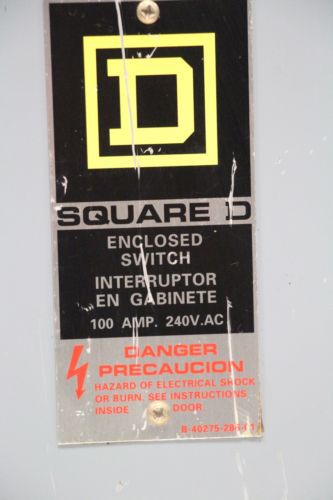 D
SQUARE D
ENCLOSED
SWITCH
INTERRUPTOR
EN GABINETE
100 AMP. 240V.AC
DANGER
PRECAUCION
HAZARD OF ELECTRICAL SHOCK
OR BURN. SEE INSTRUCTIONS
INSIDE DOOR